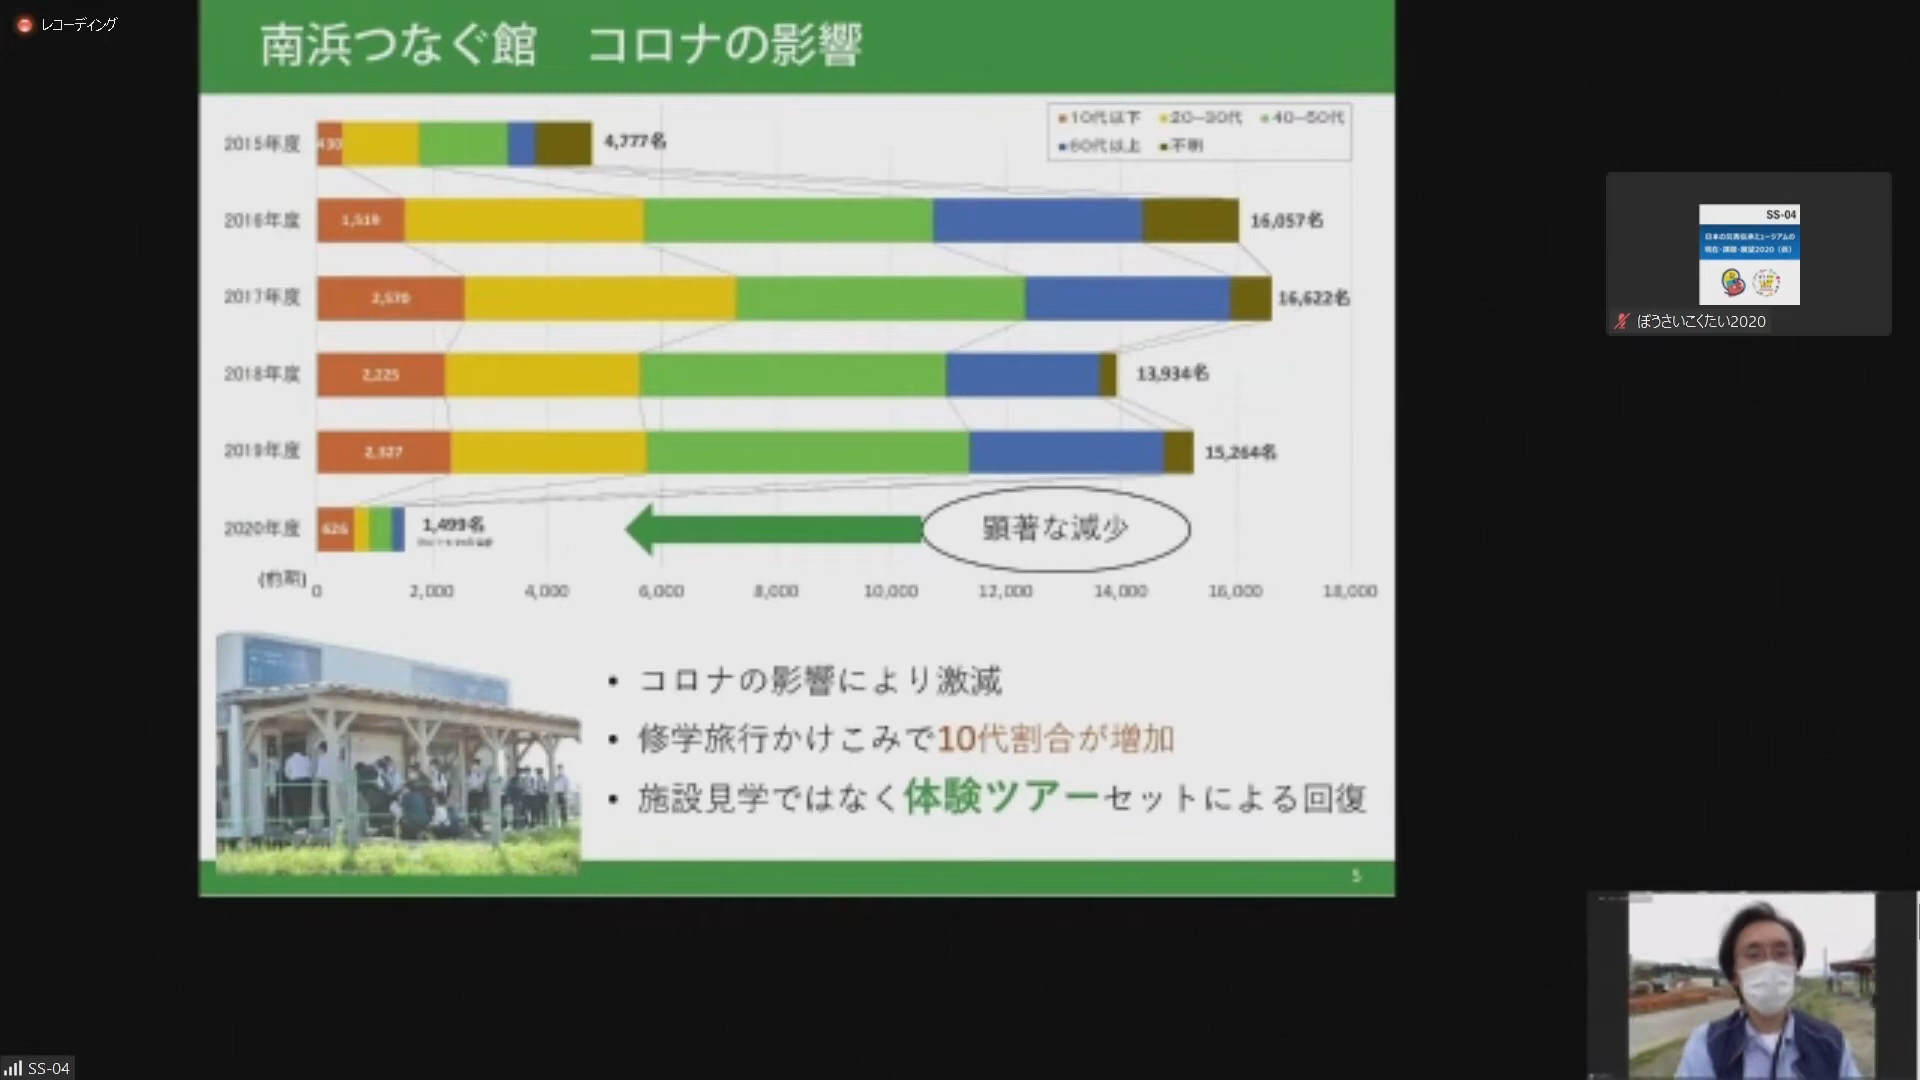 レコーディング
南浜つなぐ館 コロナの影響
■10代以下 ■20―30代 ■40―50代
■60代以上 ■不明
2015年度 430 4,777名
2016年度 1,519 16,057名
2017年度 2,570 16,622名
2018年度 2,225 13,934名
2019年度 2,327 15,264名
2020年度 626 1,499名
顕著な減少
(前期)
0 2,000 4,000 6,000 8,000 10,000 12,000 14,000 16,000 18,000
• コロナの影響により激減
• 修学旅行かけこみで10代割合が増加
• 施設見学ではなく体験ツアーセットによる回復
5
SS-04
日本の災害伝承ミュージアムの
現在・課題・展望2020（仮）
ぼうさいこくたい2020
SS-04